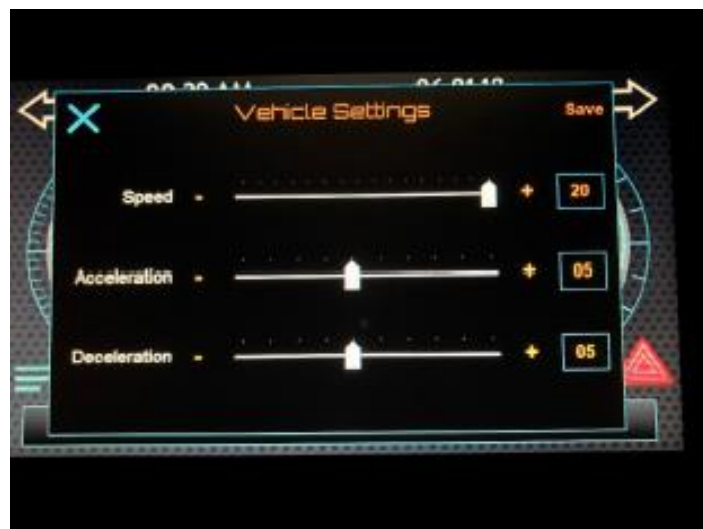 Vehicle Settings
Save
Speed - + 20
Acceleration - + 05
Deceleration - + 05